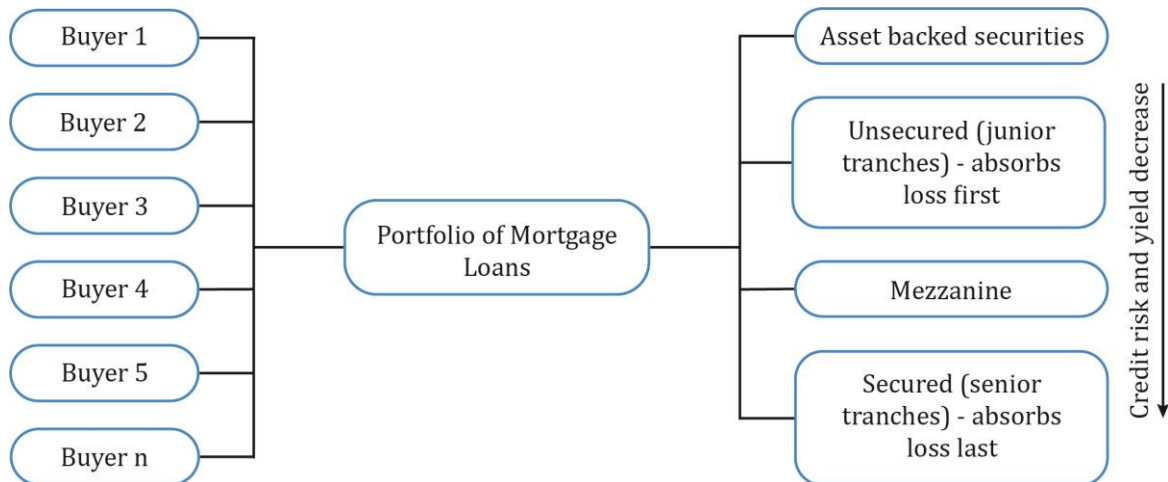 Buyer 1
Buyer 2
Buyer 3
Buyer 4
Buyer 5
Buyer n
Portfolio of Mortgage
Loans
Asset backed securities
Unsecured (junior
tranches) - absorbs
loss first
Mezzanine
Secured (senior
tranches) - absorbs
loss last
Credit risk and yield decrease